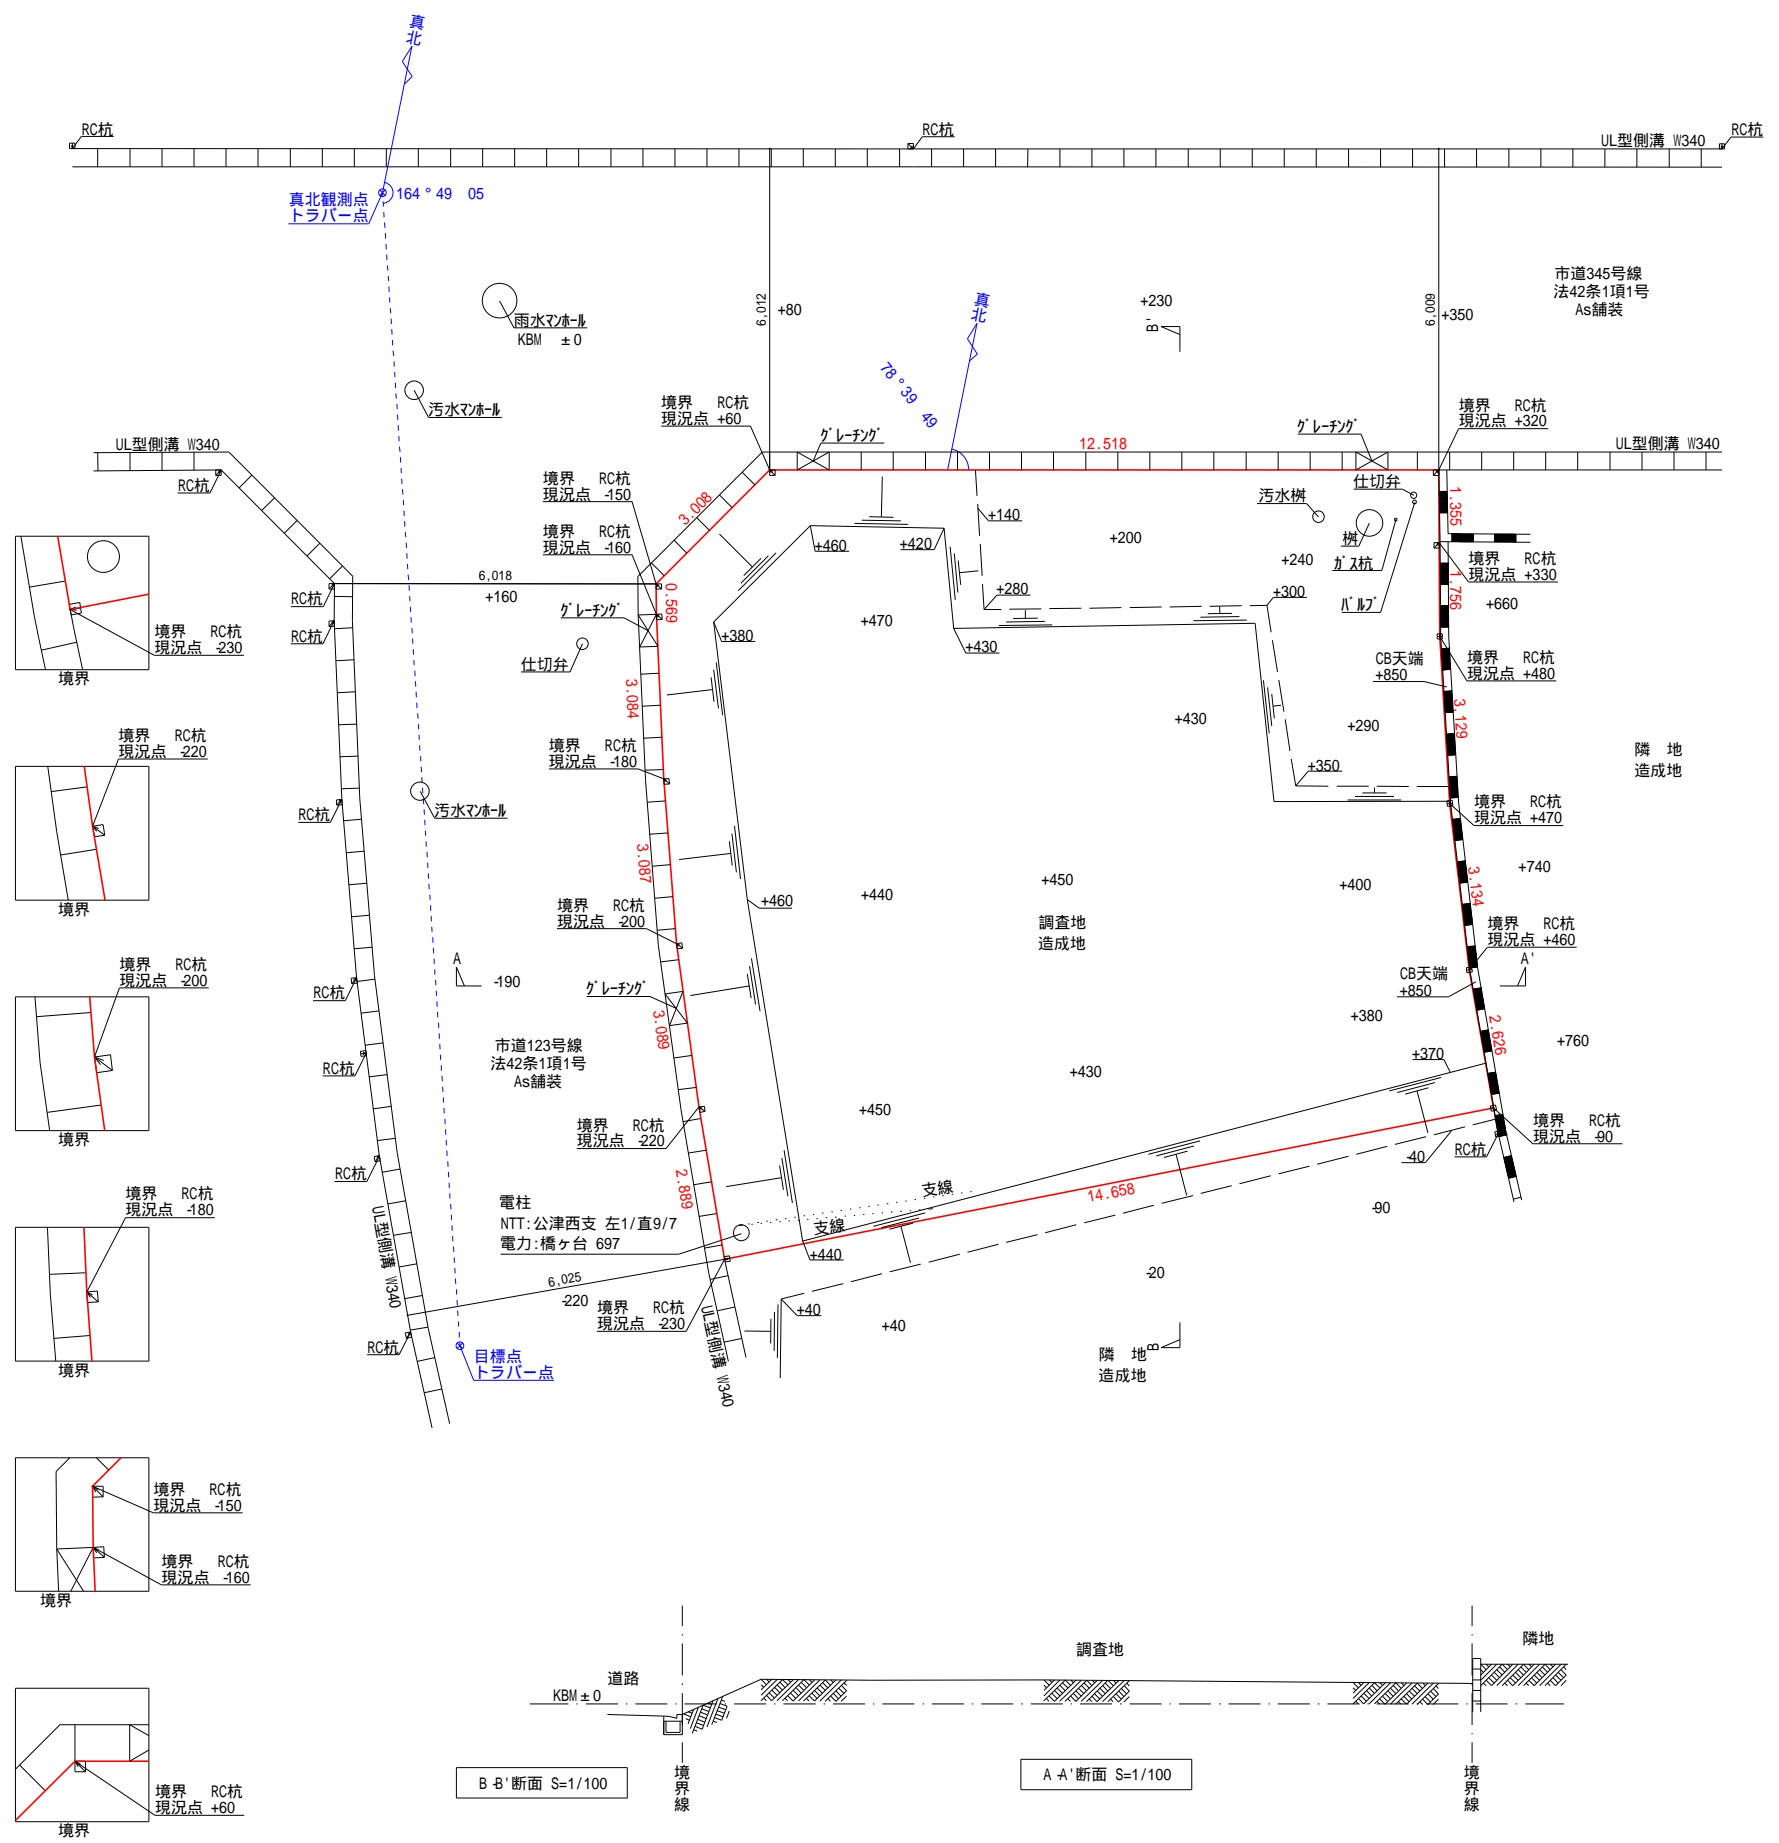 真北
RC杭
RC杭
UL型側溝 W340
RC杭
真北観測点
トラバー点
164°49 05
雨水ﾏﾝﾎｰﾙ
KBM ±0
汚水ﾏﾝﾎｰﾙ
6,012
+80
78°39 49
真北
+230
B'
6,009
+350
市道345号線
法42条1項1号
As舗装
UL型側溝 W340
RC杭
境界 RC杭
現況点 +60
ｸﾞﾚｰﾁﾝｸﾞ
12.518
ｸﾞﾚｰﾁﾝｸﾞ
境界 RC杭
現況点 +320
UL型側溝 W340
境界 RC杭
現況点 -150
境界 RC杭
現況点 -160
3.008
+460
+420
+140
+200
汚水桝
仕切弁
桝
ｶﾞｽ杭
ﾊﾞﾙﾌﾞ
+240
1.355
境界 RC杭
現況点 +330
1.756
+660
RC杭
RC杭
6,018
+160
ｸﾞﾚｰﾁﾝｸﾞ
0.569
仕切弁
+380
+470
+280
+430
+300
CB天端
+850
境界 RC杭
現況点 +480
3.084
+430
+290
3.129
隣 地
造成地
境界 RC杭
現況点 -180
+350
RC杭
汚水ﾏﾝﾎｰﾙ
境界 RC杭
現況点 +470
3.087
+460
+440
+450
+400
3.134
+740
境界 RC杭
現況点 -200
調査地
造成地
境界 RC杭
現況点 +460
A
-190
RC杭
ｸﾞﾚｰﾁﾝｸﾞ
CB天端
+850
A'
3.089
+380
2.626
+760
市道123号線
法42条1項1号
As舗装
RC杭
+370
+430
+450
境界 RC杭
現況点 -220
境界 RC杭
現況点 -90
RC杭
-40
RC杭
2.889
支線
14.658
電柱
NTT:公津西支 左1/直9/7
電力:橋ヶ台 697
支線
-90
UL型側溝 W340
+440
6,025
-220
-20
境界 RC杭
現況点 -230
+40
+40
UL型側溝 W340
RC杭
目標点
トラバー点
B
隣 地
造成地
境界 RC杭
現況点 -230
境界
境界 RC杭
現況点 -220
境界
境界 RC杭
現況点 -200
境界
境界 RC杭
現況点 -180
境界
境界 RC杭
現況点 -150
境界 RC杭
現況点 -160
境界
境界 RC杭
現況点 +60
境界
道路
KBM±0
調査地
隣地
境界線
境界線
B-B'断面 S=1/100
A-A'断面 S=1/100